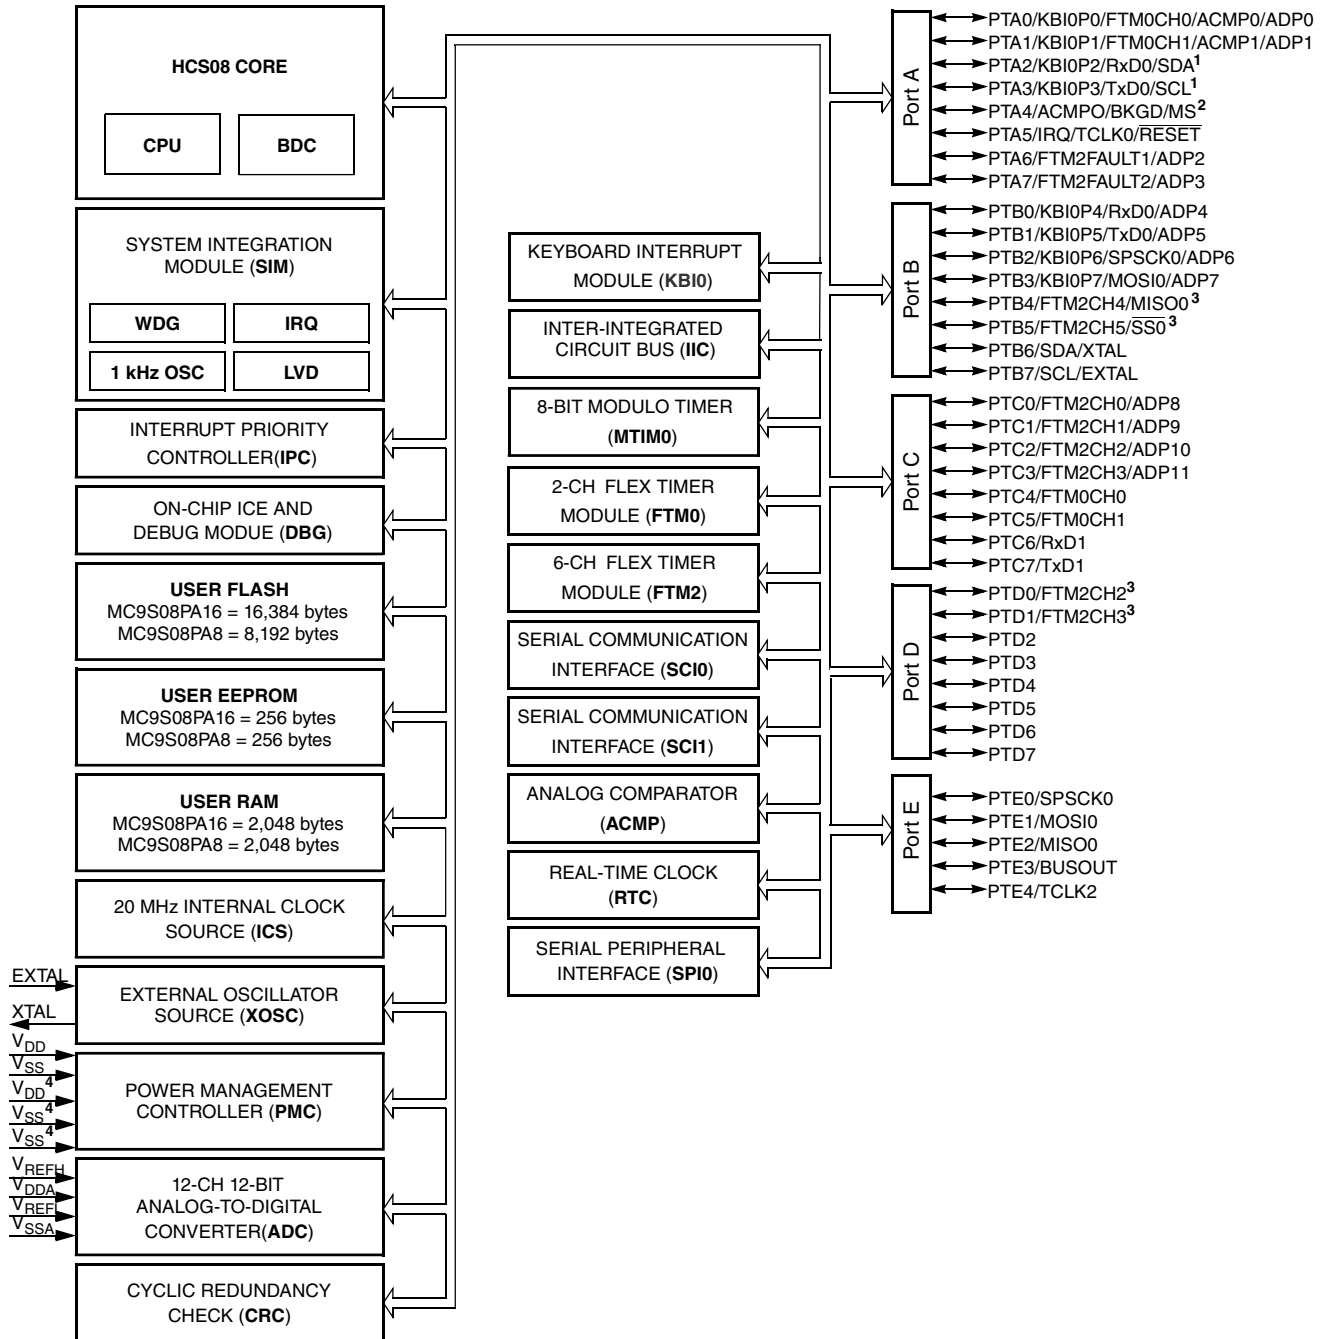 HCS08 CORE
CPU
BDC
SYSTEM INTEGRATION
MODULE (SIM)
WDG
IRQ
1 kHz OSC
LVD
INTERRUPT PRIORITY
CONTROLLER(IPC)
ON-CHIP ICE AND
DEBUG MODUE (DBG)
USER FLASH
MC9S08PA16 = 16,384 bytes
MC9S08PA8 = 8,192 bytes
USER EEPROM
MC9S08PA16 = 256 bytes
MC9S08PA8 = 256 bytes
USER RAM
MC9S08PA16 = 2,048 bytes
MC9S08PA8 = 2,048 bytes
20 MHz INTERNAL CLOCK
SOURCE (ICS)
EXTAL
XTAL
EXTERNAL OSCILLATOR
SOURCE (XOSC)
VDD
VSS
VDD4
VSS4
VSS4
POWER MANAGEMENT
CONTROLLER (PMC)
VREFH
VDDA
VREFL
VSSA
12-CH 12-BIT
ANALOG-TO-DIGITAL
CONVERTER(ADC)
CYCLIC REDUNDANCY
CHECK (CRC)
KEYBOARD INTERRUPT
MODULE (KBI0)
INTER-INTEGRATED
CIRCUIT BUS (IIC)
8-BIT MODULO TIMER
(MTIM0)
2-CH FLEX TIMER
MODULE (FTM0)
6-CH FLEX TIMER
MODULE (FTM2)
SERIAL COMMUNICATION
INTERFACE (SCI0)
SERIAL COMMUNICATION
INTERFACE (SCI1)
ANALOG COMPARATOR
(ACMP)
REAL-TIME CLOCK
(RTC)
SERIAL PERIPHERAL
INTERFACE (SPI0)
Port A
PTA0/KBI0P0/FTM0CH0/ACMP0/ADP0
PTA1/KBI0P1/FTM0CH1/ACMP1/ADP1
PTA2/KBI0P2/RxD0/SDA1
PTA3/KBI0P3/TxD0/SCL1
PTA4/ACMPO/BKGD/MS2
PTA5/IRQ/TCLK0/RESET
PTA6/FTM2FAULT1/ADP2
PTA7/FTM2FAULT2/ADP3
Port B
PTB0/KBI0P4/RxD0/ADP4
PTB1/KBI0P5/TxD0/ADP5
PTB2/KBI0P6/SPSCK0/ADP6
PTB3/KBI0P7/MOSI0/ADP7
PTB4/FTM2CH4/MISO0 3
PTB5/FTM2CH5/SS0 3
PTB6/SDA/XTAL
PTB7/SCL/EXTAL
Port C
PTC0/FTM2CH0/ADP8
PTC1/FTM2CH1/ADP9
PTC2/FTM2CH2/ADP10
PTC3/FTM2CH3/ADP11
PTC4/FTM0CH0
PTC5/FTM0CH1
PTC6/RxD1
PTC7/TxD1
Port D
PTD0/FTM2CH2 3
PTD1/FTM2CH3 3
PTD2
PTD3
PTD4
PTD5
PTD6
PTD7
Port E
PTE0/SPSCK0
PTE1/MOSI0
PTE2/MISO0
PTE3/BUSOUT
PTE4/TCLK2